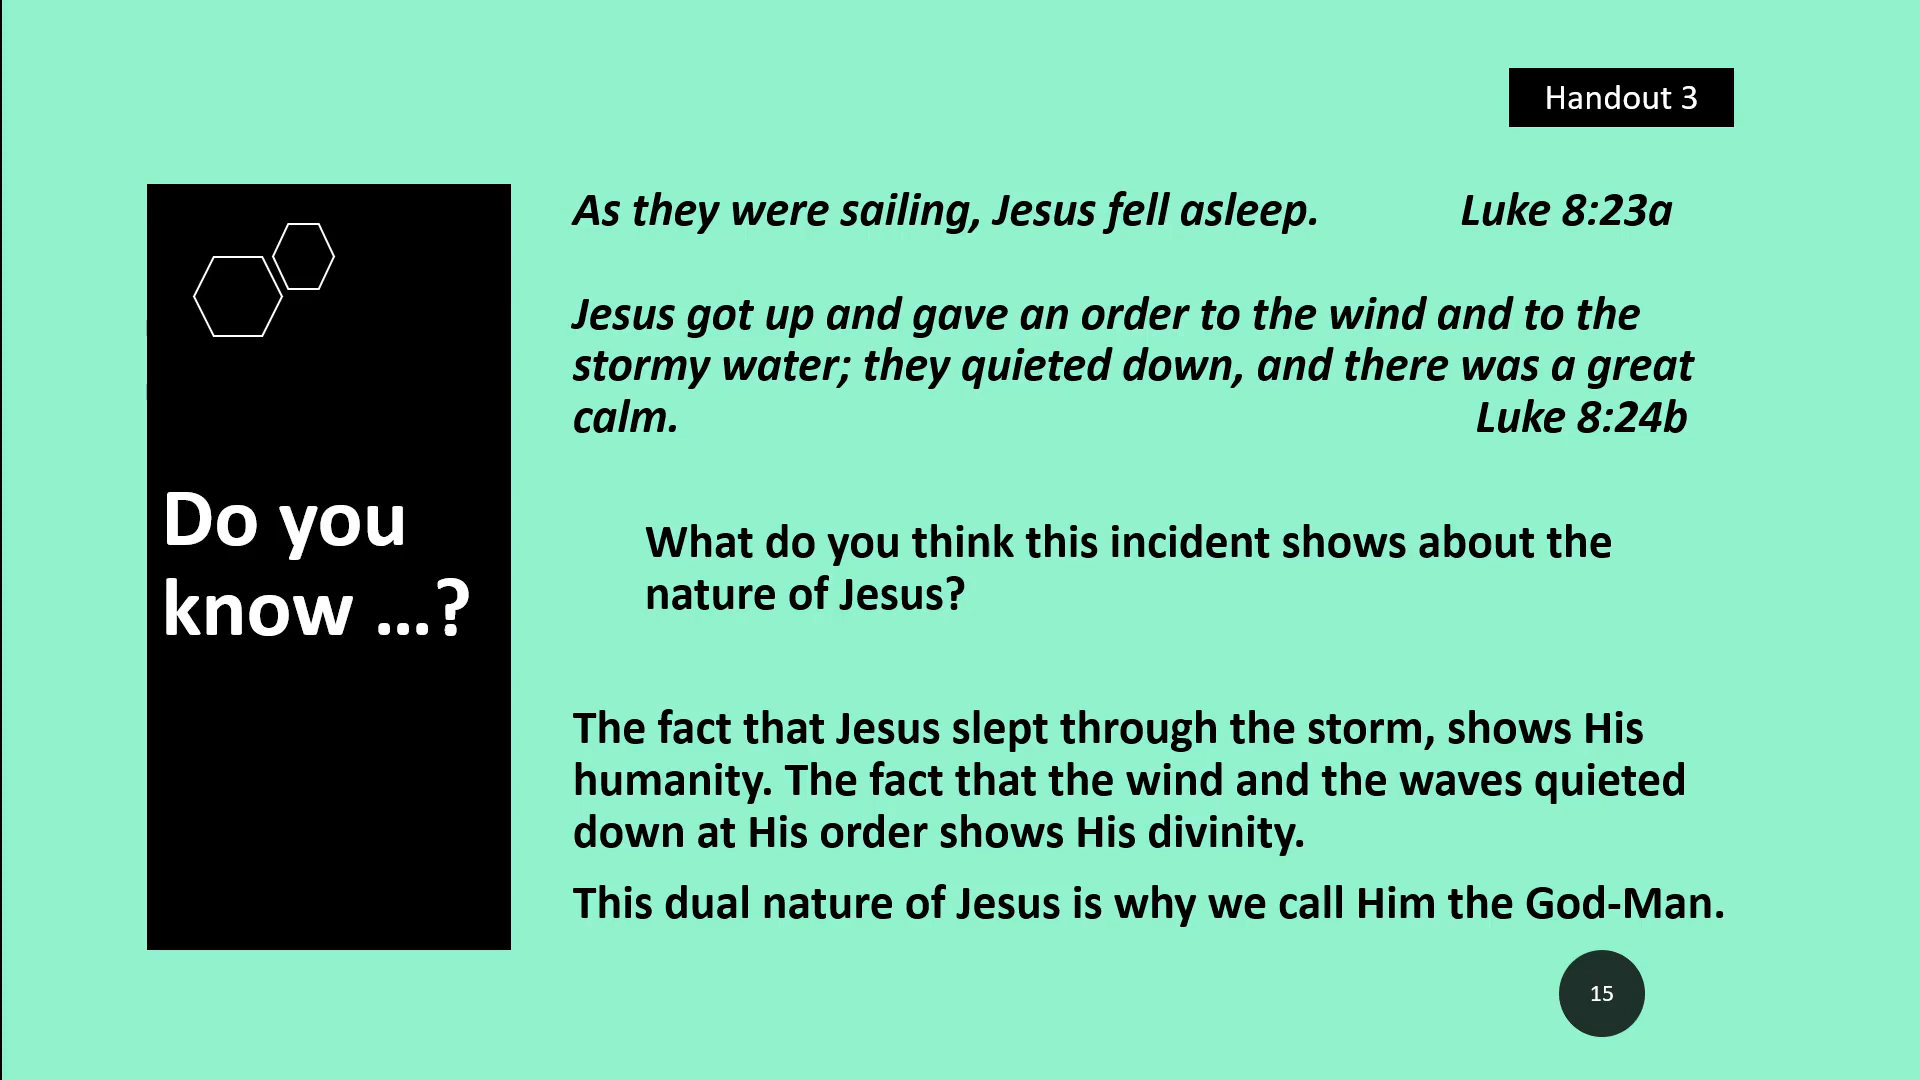 Handout 3
Do you
know ...?
As they were sailing, Jesus fell asleep. Luke 8:23a
Jesus got up and gave an order to the wind and to the
stormy water; they quieted down, and there was a great
calm. Luke 8:24b
What do you think this incident shows about the
nature of Jesus?
The fact that Jesus slept through the storm, shows His
humanity. The fact that the wind and the waves quieted
down at His order shows His divinity.
This dual nature of Jesus is why we call Him the God-Man.
15